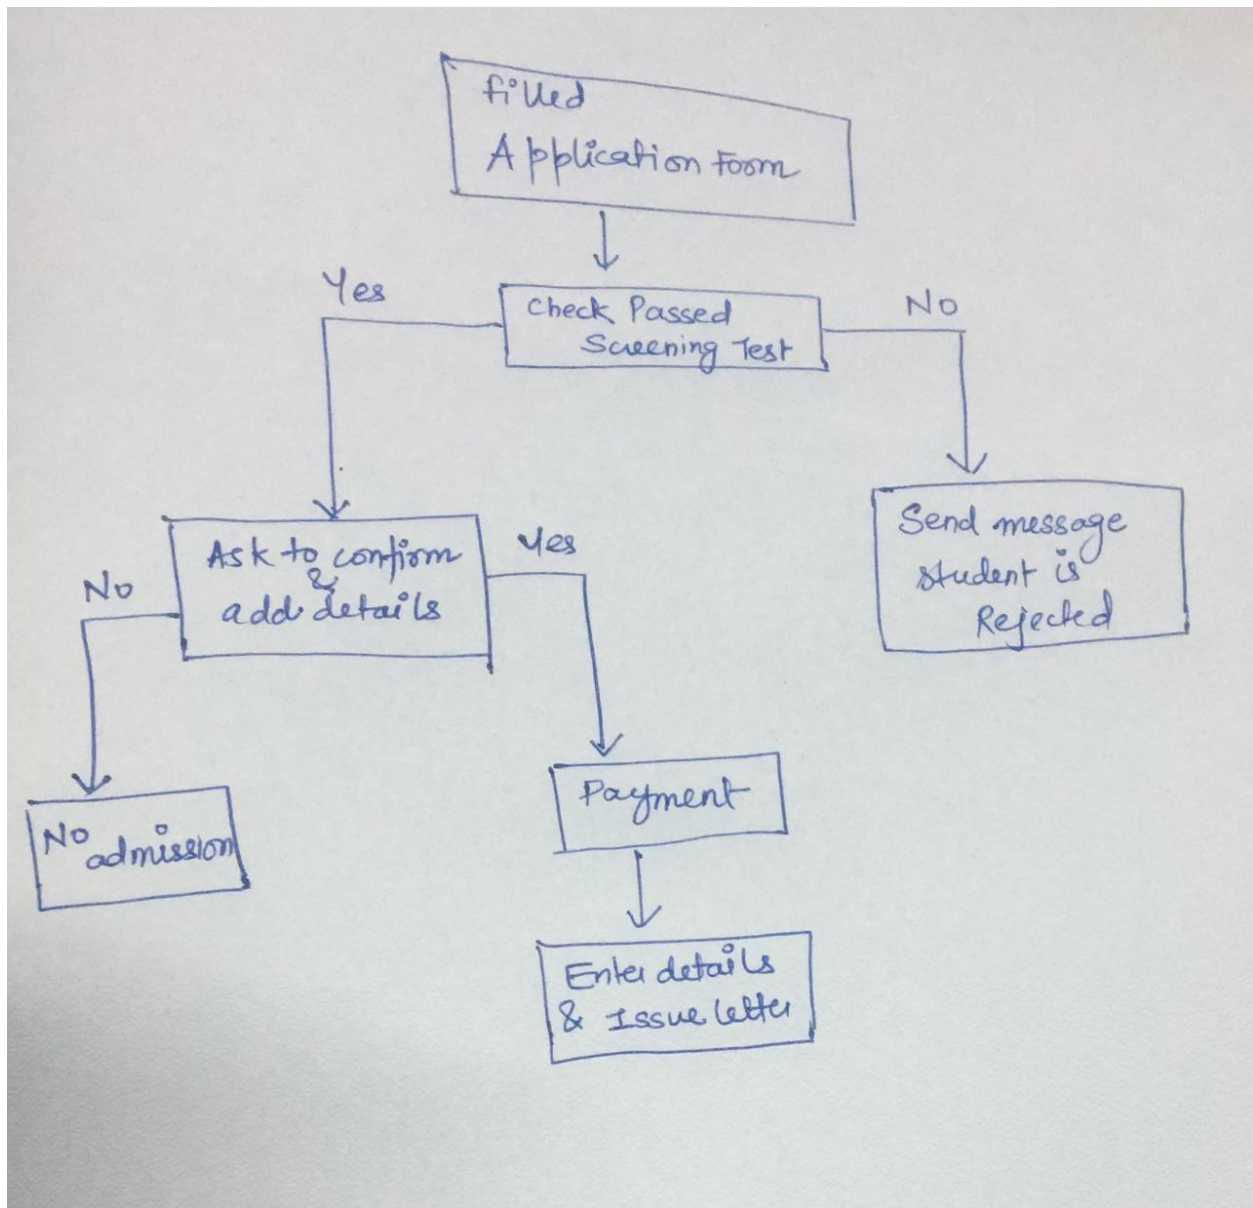 filled
Application Form
Yes
Check Passed
Screening Test
No
Ask to confirm
&
add details
No
Yes
Send message
student is
Rejected
No
admission
Payment
Enter details
& Issue letter